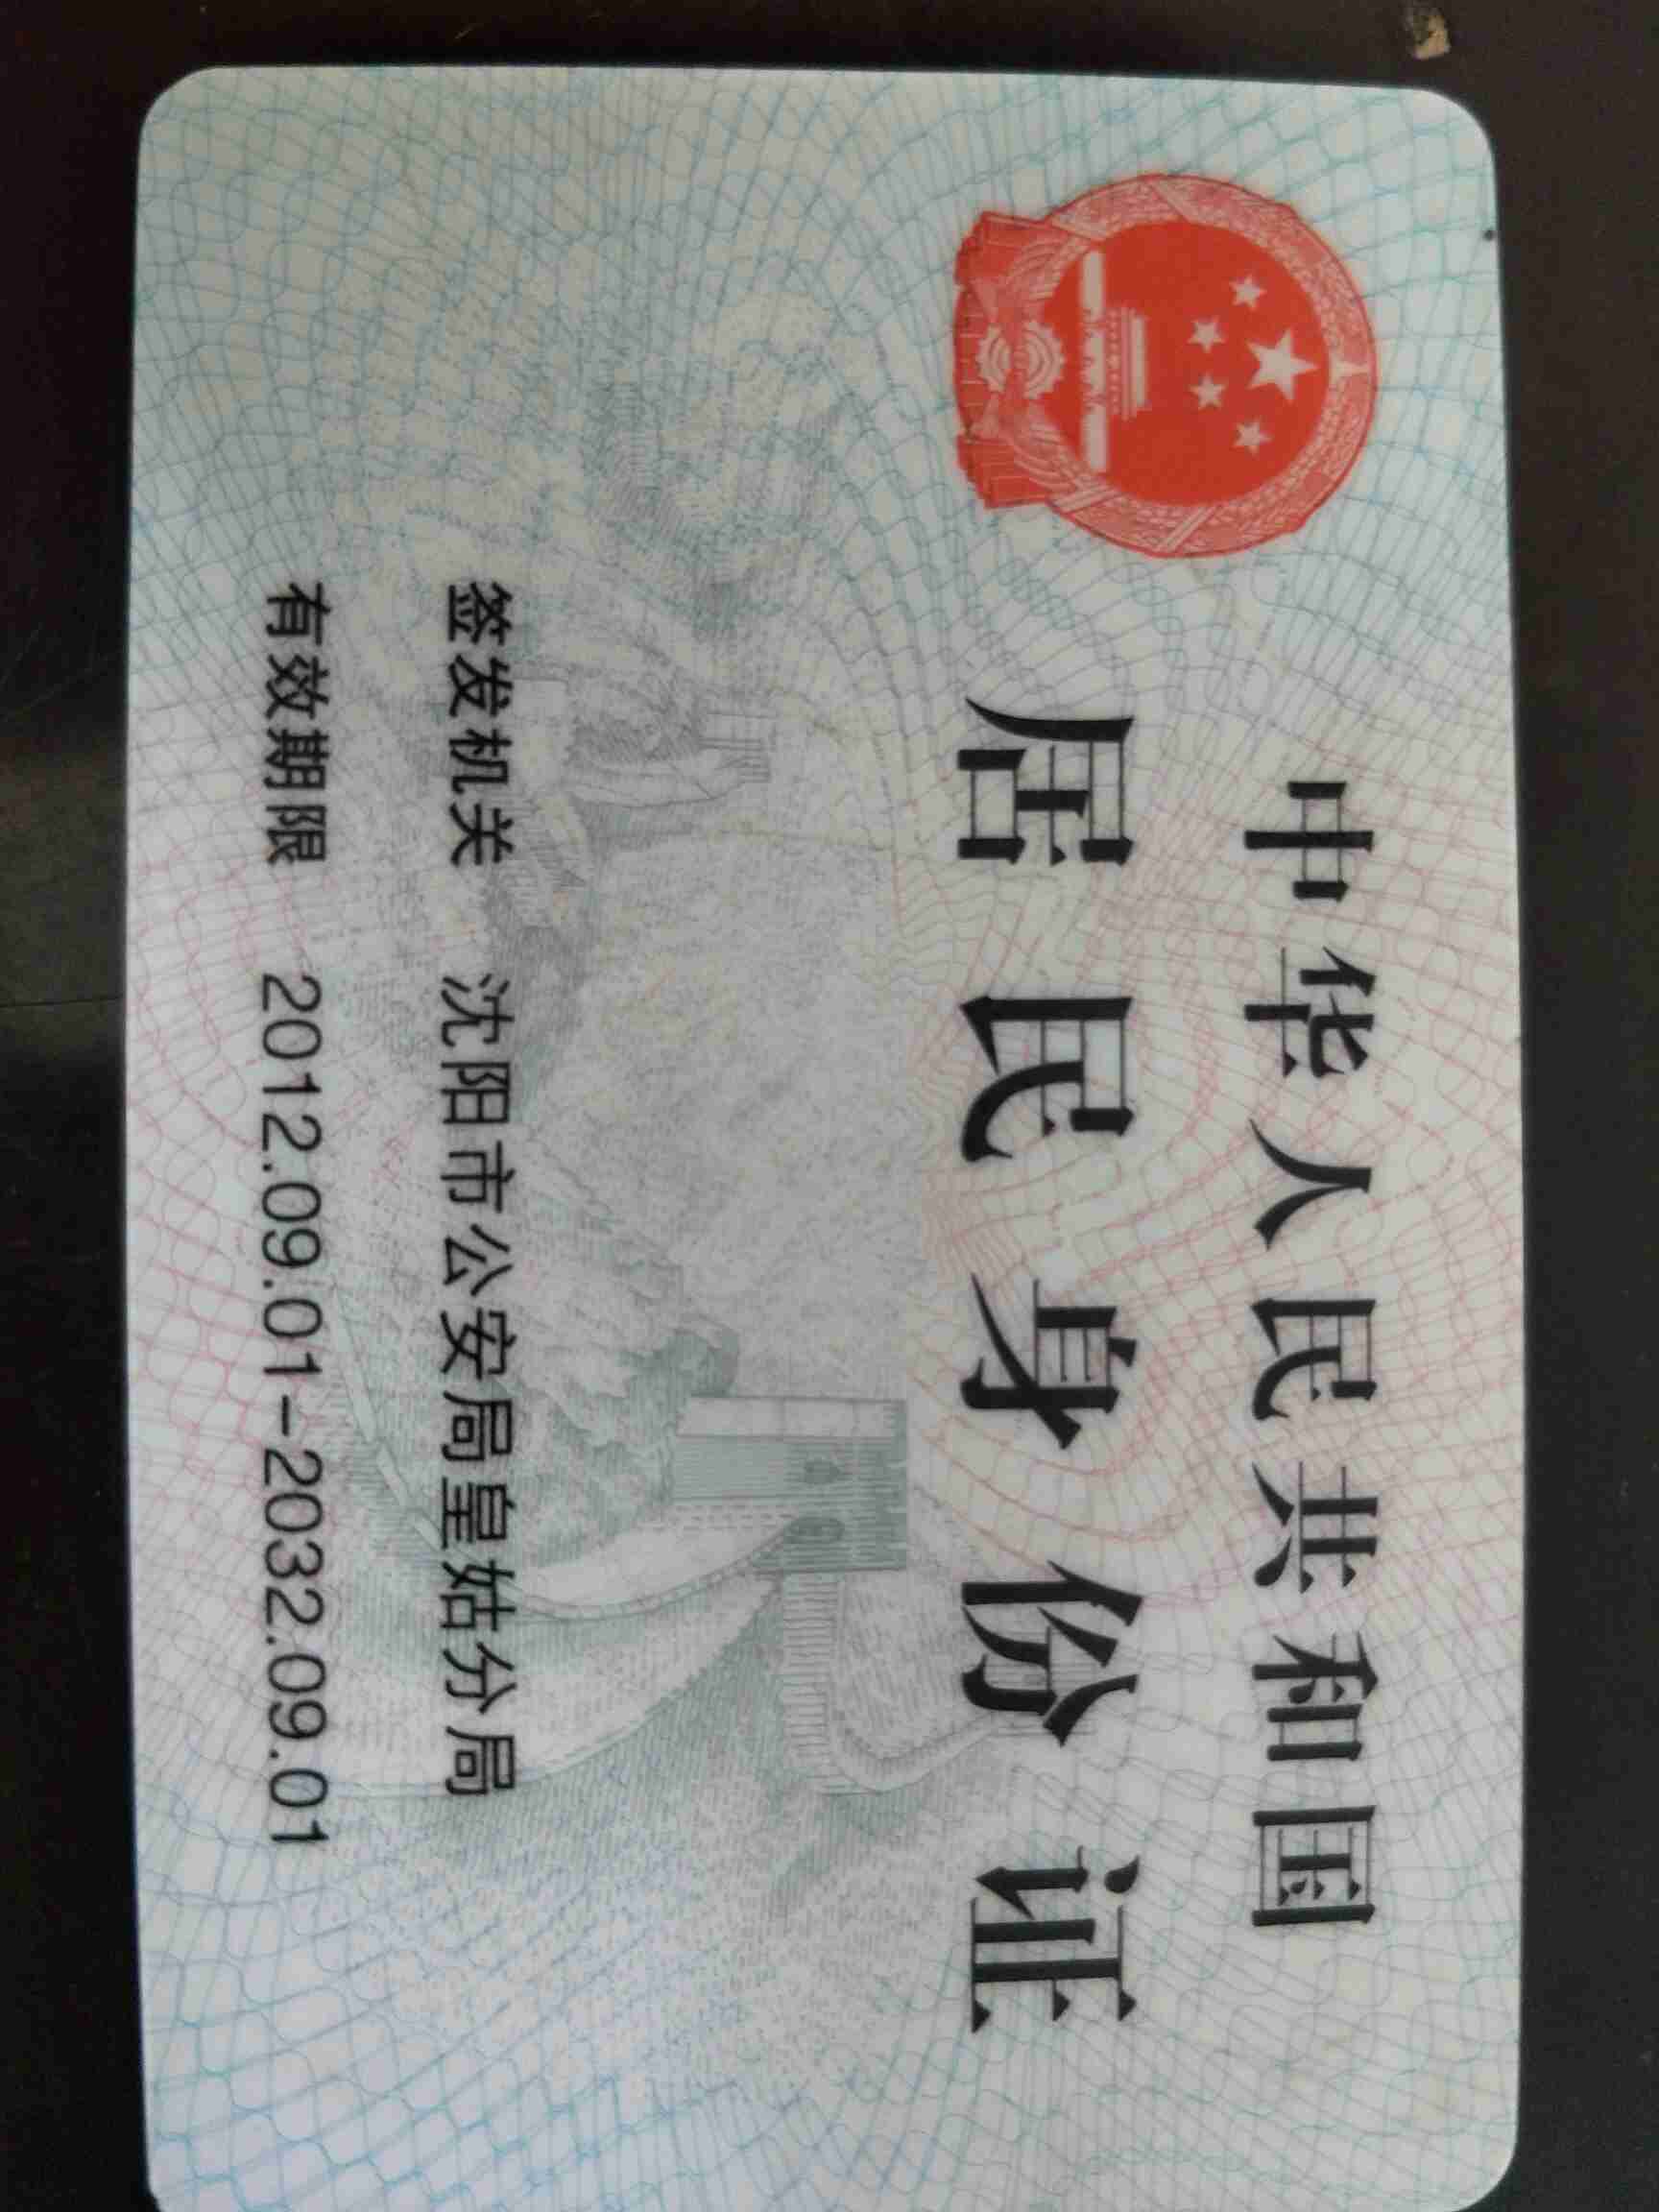 中华人民共和国
居民身份证
签发机关 沈阳市公安局皇姑分局
有效期限 2012.09.01-2032.09.01